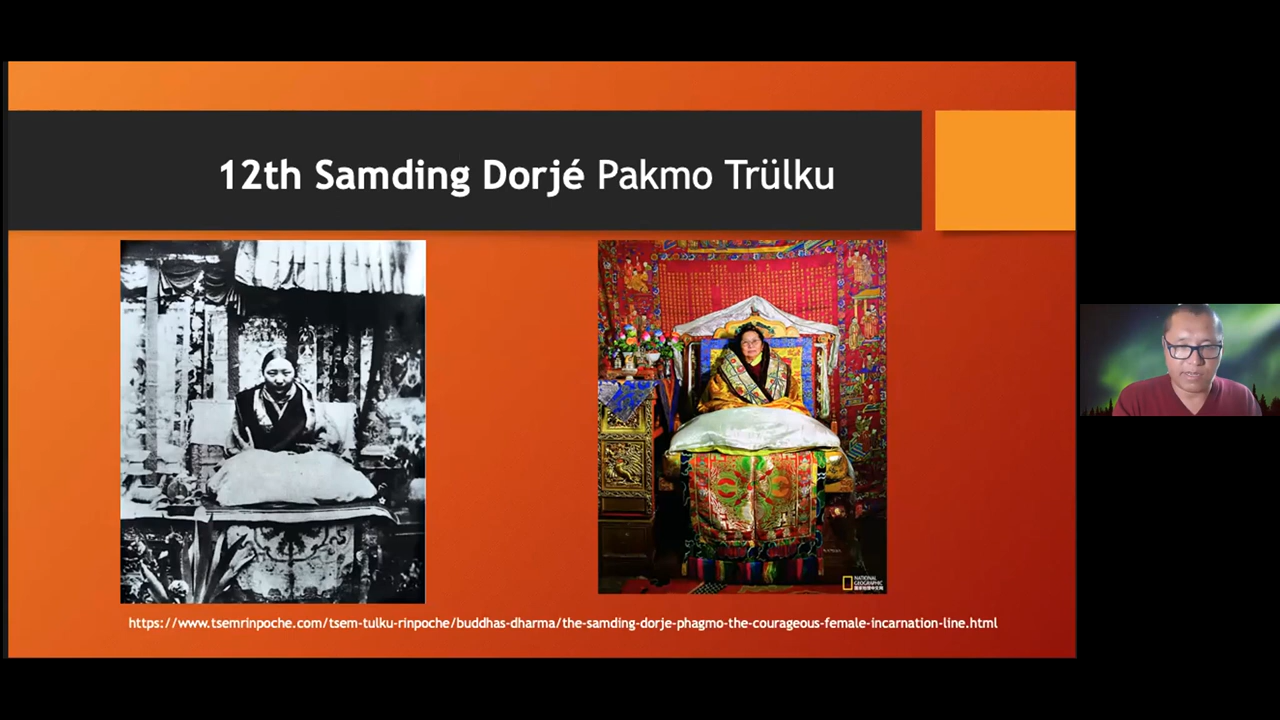 12th Samding Dorjé Pakmo Trülku
NATIONAL
GEOGRAPHIC
https://www.tsemrinpoche.com/tsem-tulku-rinpoche/buddhas-dharma/the-samding-dorje-phagmo-the-courageous-female-incarnation-line.html